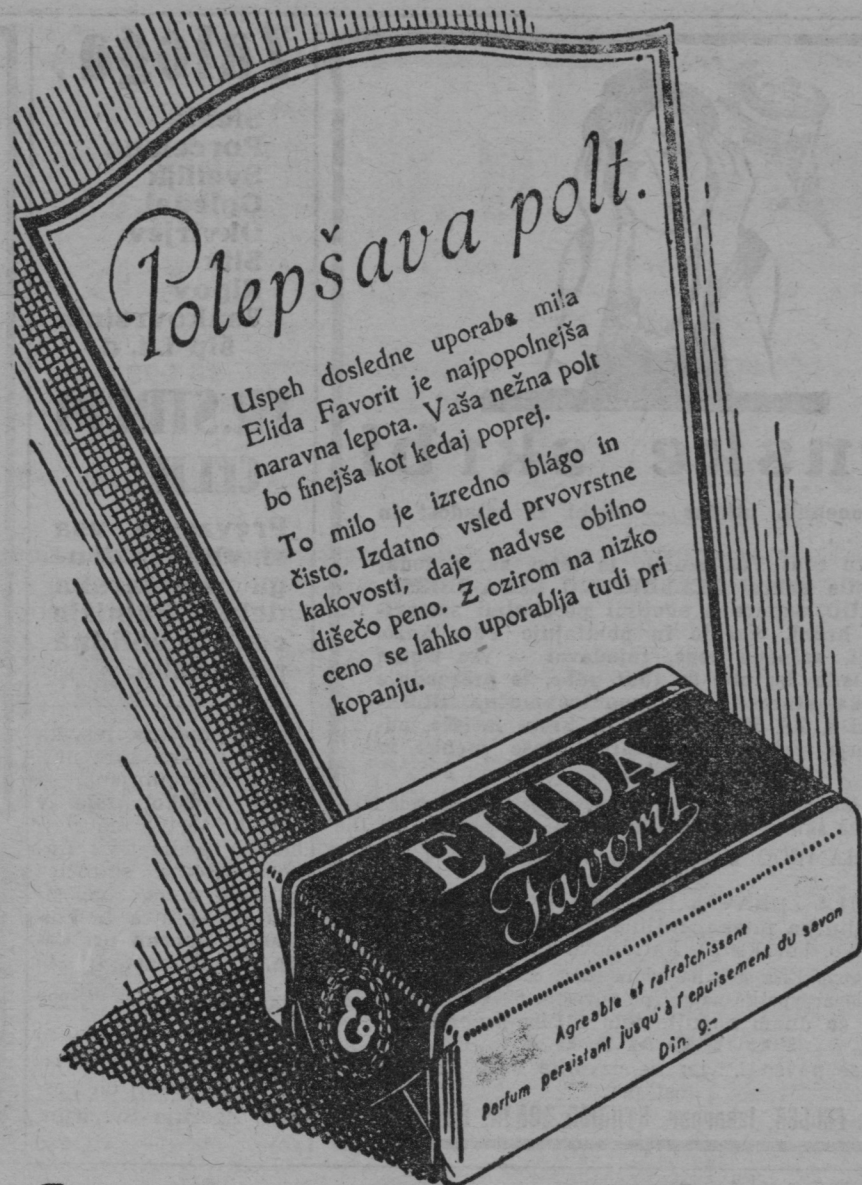 Polepšava polt.
Uspeh dosledne uporabe mila
Elida Favorit je najpopolnejša
naravna lepota. Vaša nežna polt
bo finejša kot kedaj poprej.
To milo je izredno blágo in
čisto. Izdatno vsled prvovrstne
kakovosti, daje nadvse obilno
dišečo peno. Z ozirom na nizko
ceno se lahko uporablja tudi pri
kopanju.
ELIDA
Favorit
Agreable et rafraichissant
Parfum persistant jusqu'à l'epuisement du savon
Din. 9.-
E